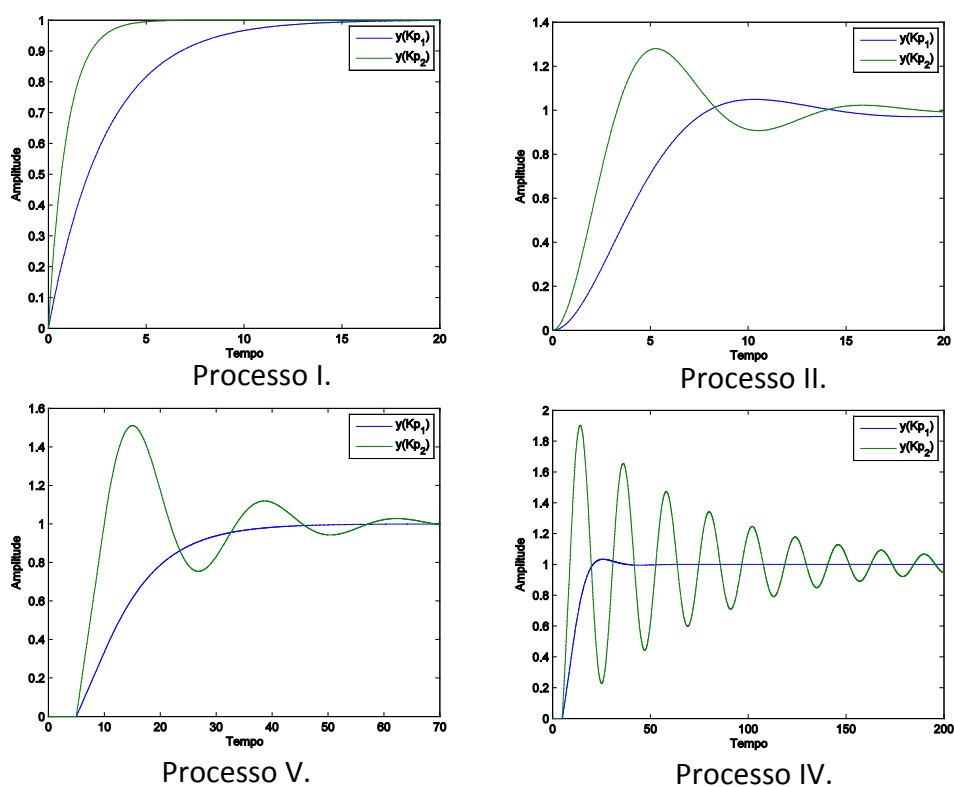 1
0.9
0.8
0.7
0.6
0.5
0.4
0.3
0.2
0.1
0
0 5 10 15 20
Amplitude
Tempo
y(Kp1)
y(Kp2)
Processo I.
1.4
1.2
1
0.8
0.6
0.4
0.2
0
0 5 10 15 20
Amplitude
Tempo
y(Kp1)
y(Kp2)
Processo II.
1.6
1.4
1.2
1
0.8
0.6
0.4
0.2
0
0 10 20 30 40 50 60 70
Amplitude
Tempo
y(Kp1)
y(Kp2)
Processo V.
2
1.8
1.6
1.4
1.2
1
0.8
0.6
0.4
0.2
0
0 50 100 150 200
Amplitude
Tempo
y(Kp1)
y(Kp2)
Processo IV.